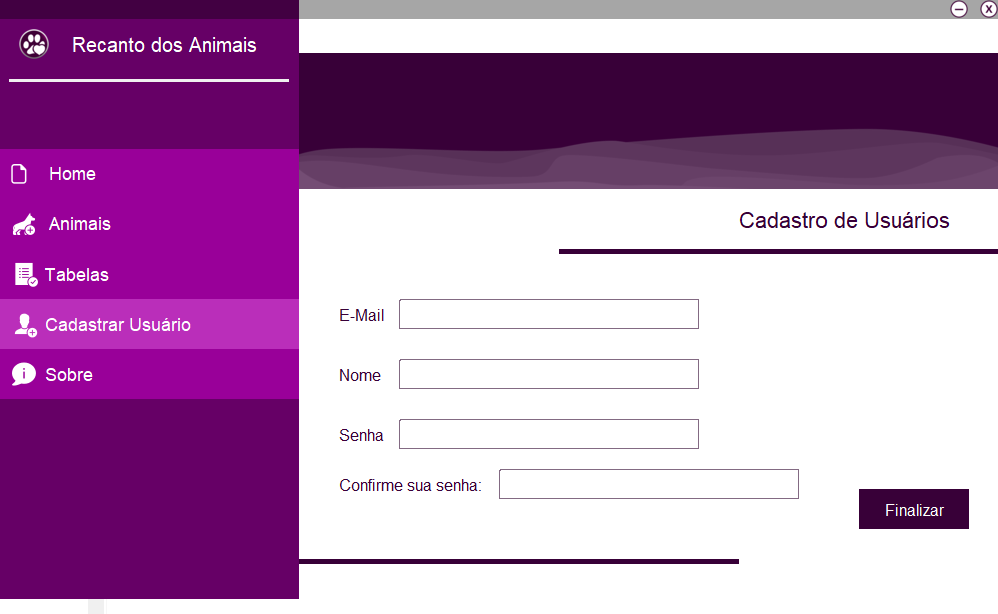 Recanto dos Animais
Home
Animais
Tabelas
Cadastrar Usuário
Sobre
Cadastro de Usuários
E-Mail
Nome
Senha
Confirme sua senha:
Finalizar